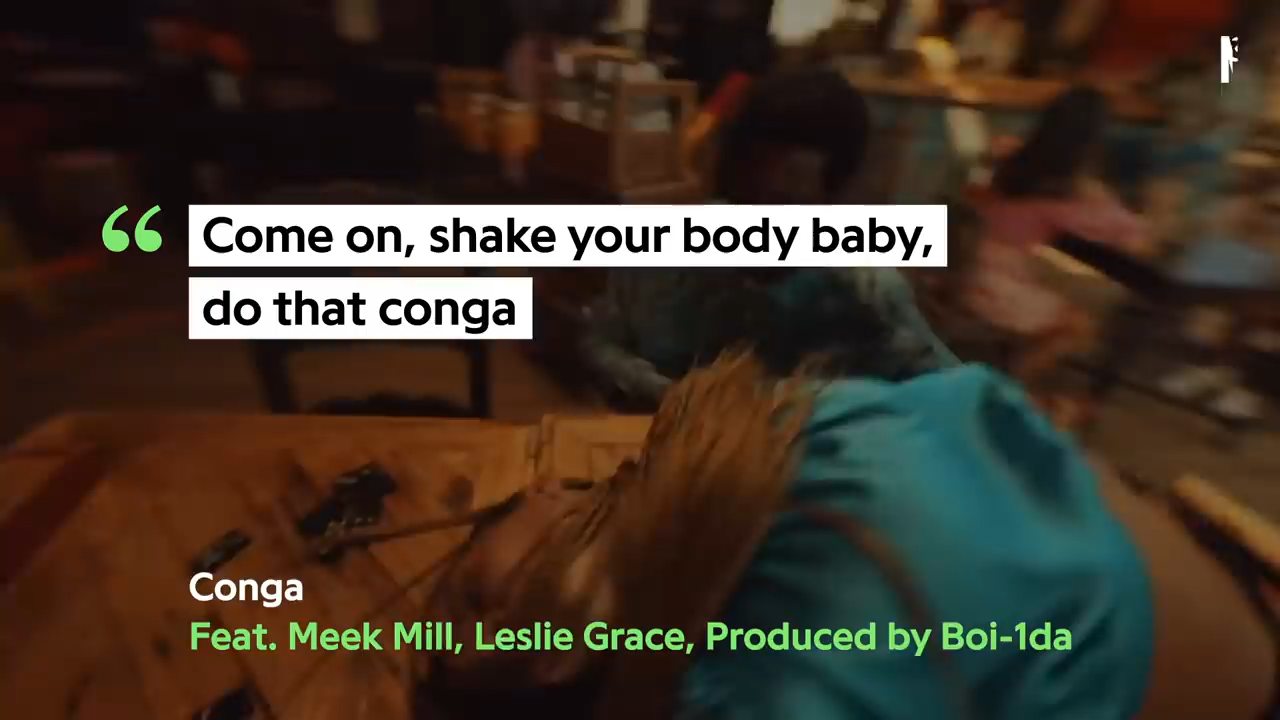 “ Come on, shake your body baby,
do that conga
Conga
Feat. Meek Mill, Leslie Grace, Produced by Boi-1da